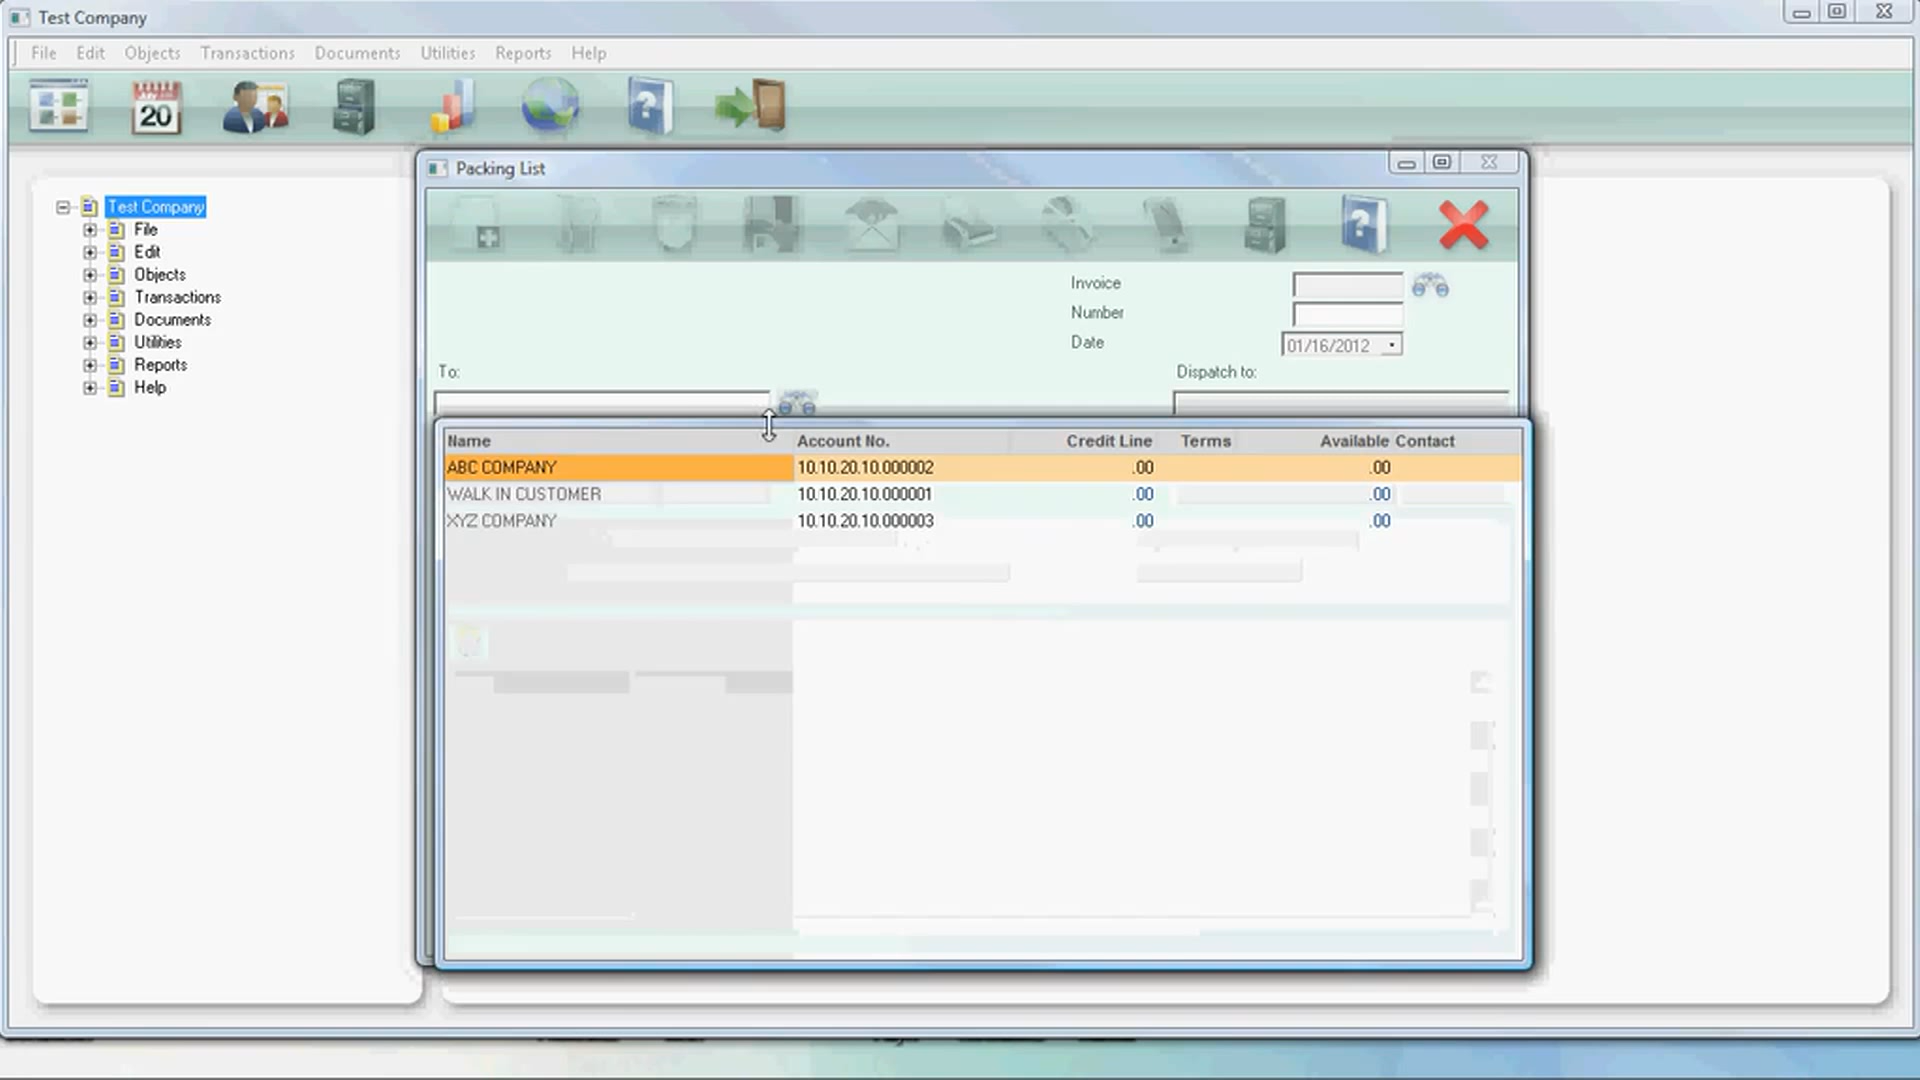 Test Company
File Edit Objects Transactions Documents Utilities Reports Help
20
Packing List
Test Company
File
Edit
Objects
Transactions
Documents
Utilities
Reports
Help
Invoice
Number
Date 01/16/2012
To: Dispatch to:
Name Account No. Credit Line Terms Available Contact
ABC COMPANY 10.10.20.10.000002 .00 .00
WALK IN CUSTOMER 10.10.20.10.000001 .00 .00
XYZ COMPANY 10.10.20.10.000003 .00 .00